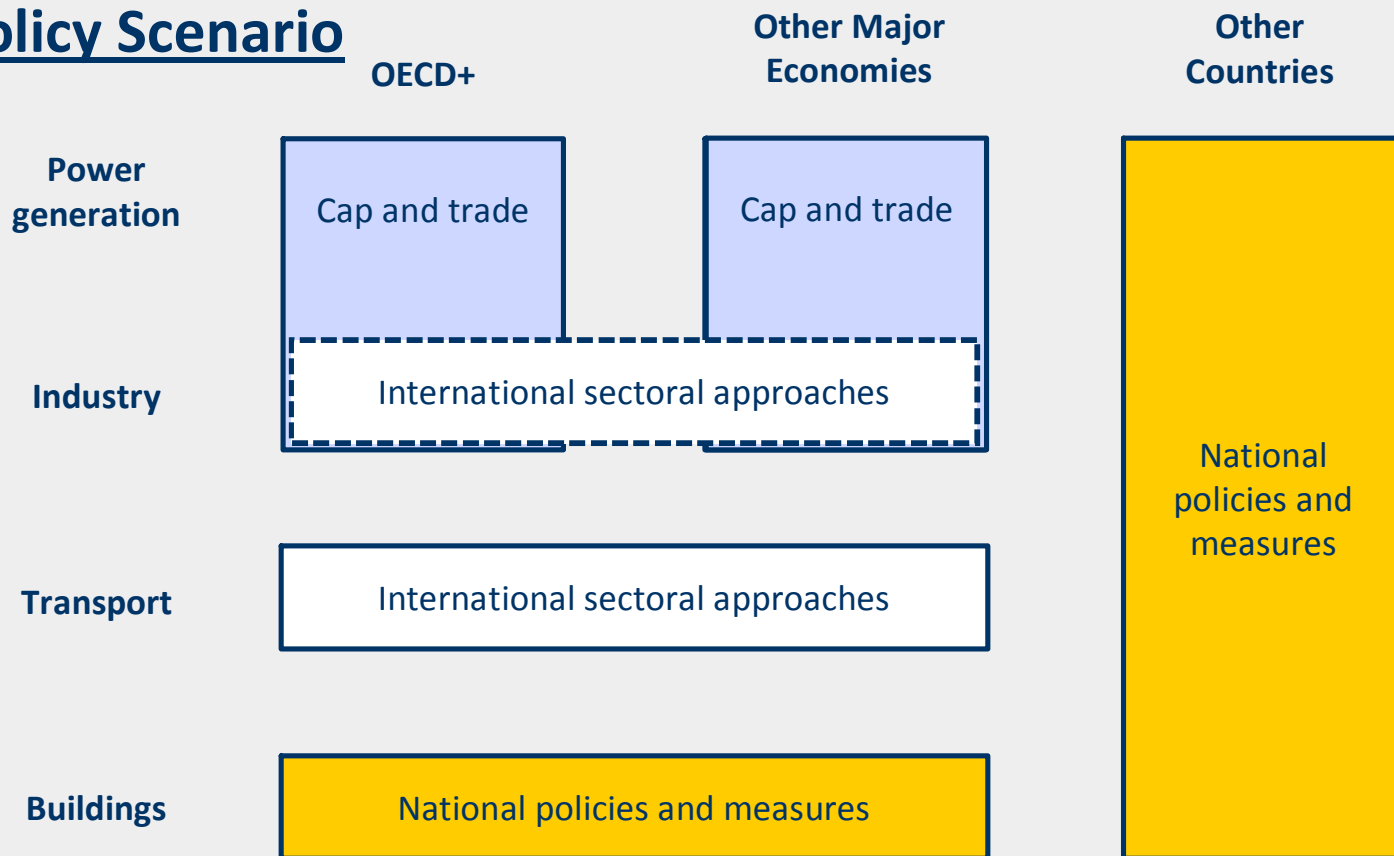 olicy Scenario
OECD+
Other Major
Economies
Other
Countries
Power
generation
Cap and trade
Cap and trade
Industry
International sectoral approaches
National
policies and
measures
Transport
International sectoral approaches
Buildings
National policies and measures